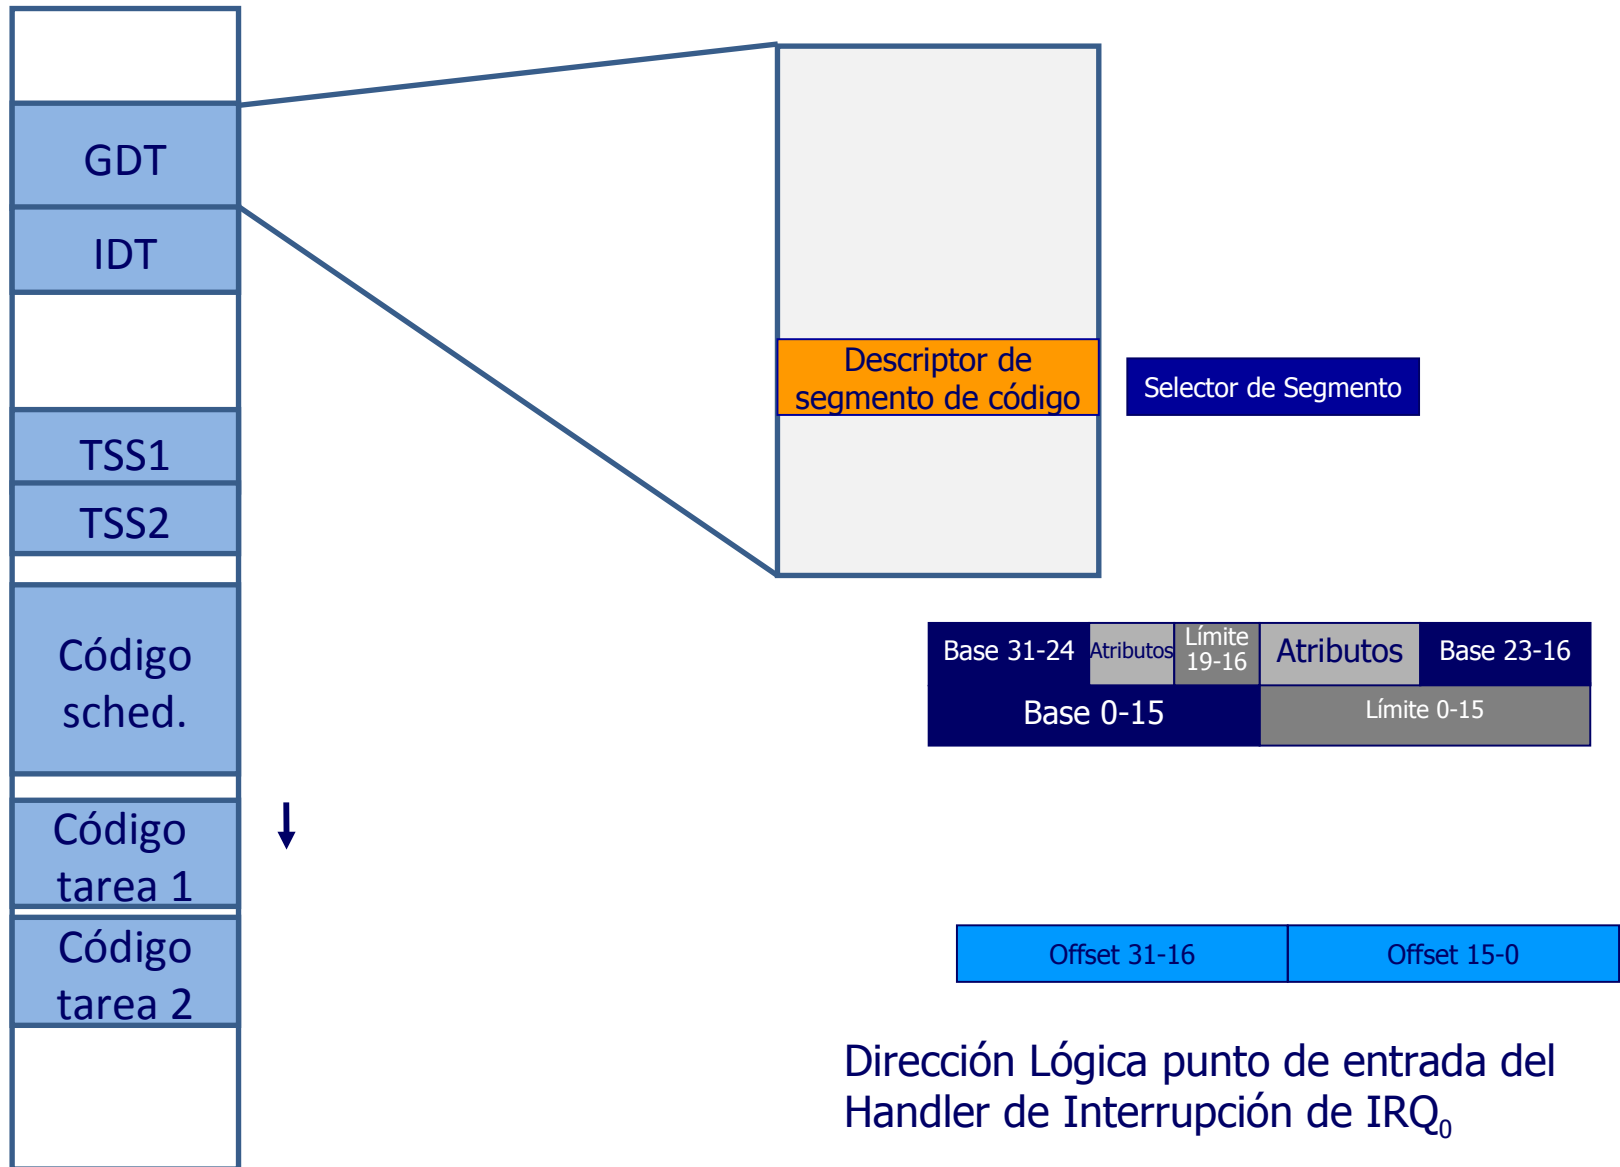 GDT
IDT
TSS1
TSS2
Código
sched.
Código
tarea 1
Código
tarea 2
Descriptor de
segmento de código
Selector de Segmento
Base 31-24
Atributos
Límite
19-16
Atributos
Base 23-16
Base 0-15
Límite 0-15
Offset 31-16
Offset 15-0
Dirección Lógica punto de entrada del
Handler de Interrupción de IRQ₀